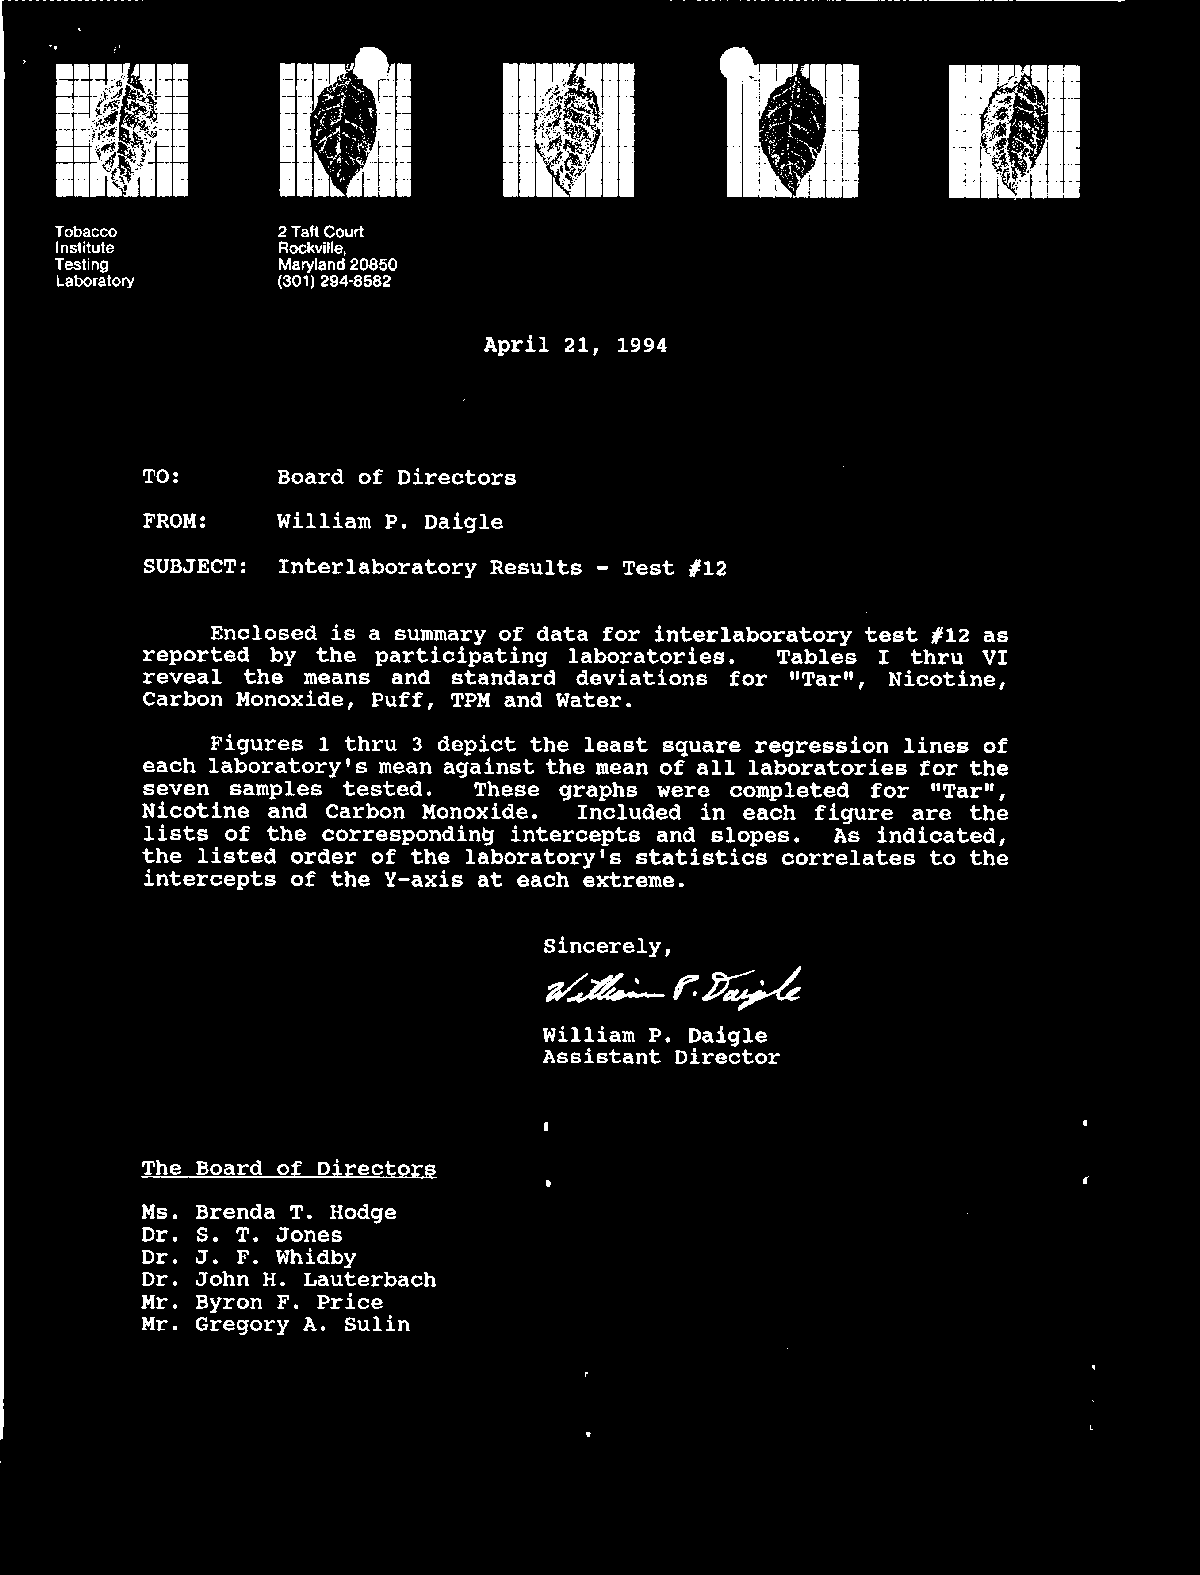 Tobacco
Institute
Testing
Laboratory
2 Taft Court
Rockville,
Maryland 20850
(301) 294-8582
April 21, 1994
TO: Board of Directors
FROM: William P. Daigle
SUBJECT: Interlaboratory Results - Test #12
Enclosed is a summary of data for interlaboratory test #12 as
reported by the participating laboratories. Tables I thru VI
reveal the means and standard deviations for "Tar", Nicotine,
Carbon Monoxide, Puff, TPM and Water.
Figures 1 thru 3 depict the least square regression lines of
each laboratory's mean against the mean of all laboratories for the
seven samples tested. These graphs were completed for "Tar",
Nicotine and Carbon Monoxide. Included in each figure are the
lists of the corresponding intercepts and slopes. As indicated,
the listed order of the laboratory's statistics correlates to the
intercepts of the Y-axis at each extreme.
Sincerely,
William P. Daigle
William P. Daigle
Assistant Director
The Board of Directors
Ms. Brenda T. Hodge
Dr. S. T. Jones
Dr. J. F. Whidby
Dr. John H. Lauterbach
Mr. Byron F. Price
Mr. Gregory A. Sulin